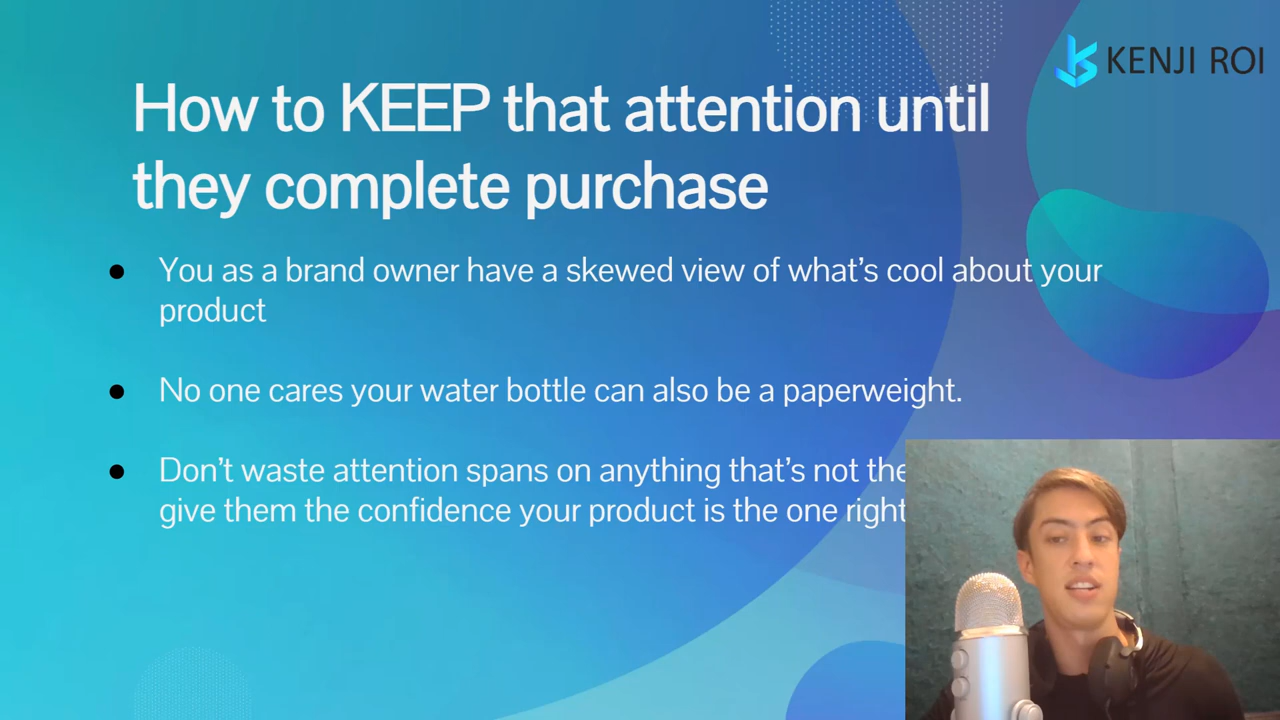 KENJI ROI
How to KEEP that attention until
they complete purchase
● You as a brand owner have a skewed view of what's cool about your
product
● No one cares your water bottle can also be a paperweight.
● Don't waste attention spans on anything that's not the
give them the confidence your product is the one right